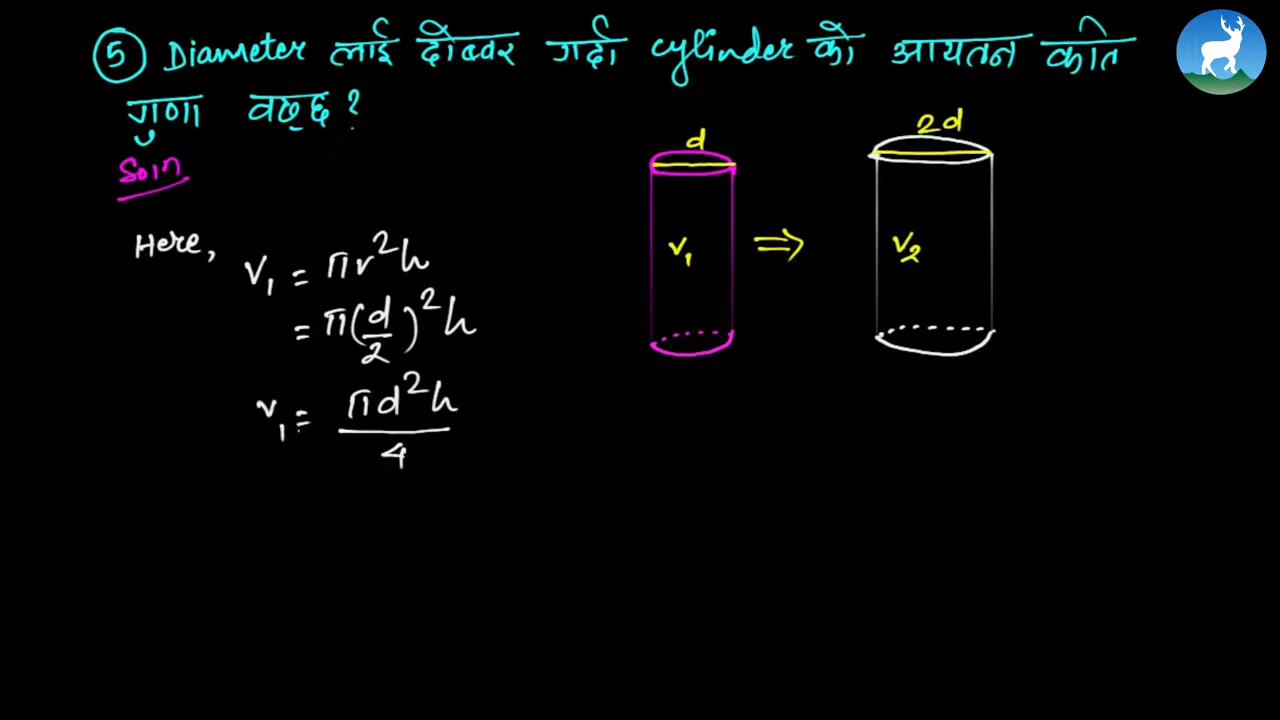 ⑤ Diameter लाई दोब्बर गर्दा cylinder को आयतन कति
गुणा बढ्छ?
Soln
Here,
V₁ = πr²h
= π(d/2)²h
V₁ = πd²h/4
d
V₁
⇒
2d
V₂